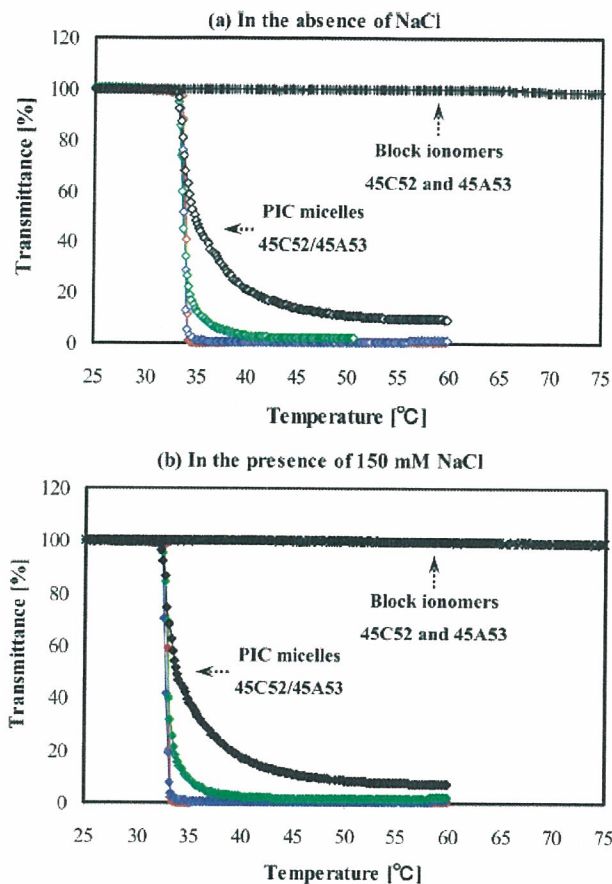 (a) In the absence of NaCl
120
100
80
60
40
20
0
Transmittance [%]
Block ionomers
45C52 and 45A53
PIC micelles
45C52/45A53
25 30 35 40 45 50 55 60 65 70 75
Temperature [℃]
(b) In the presence of 150 mM NaCl
120
100
80
60
40
20
0
Transmittance [%]
Block ionomers
45C52 and 45A53
PIC micelles
45C52/45A53
25 30 35 40 45 50 55 60 65 70 75
Temperature [℃]